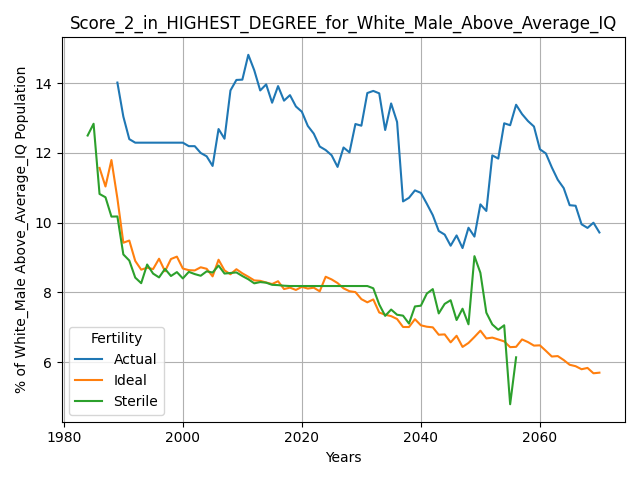 Score_2_in_HIGHEST_DEGREE_for_White_Male_Above_Average_IQ
% of White_Male Above_Average_IQ Population
14
12
10
8
6
Fertility
Actual
Ideal
Sterile
1980 2000 2020 2040 2060
Years